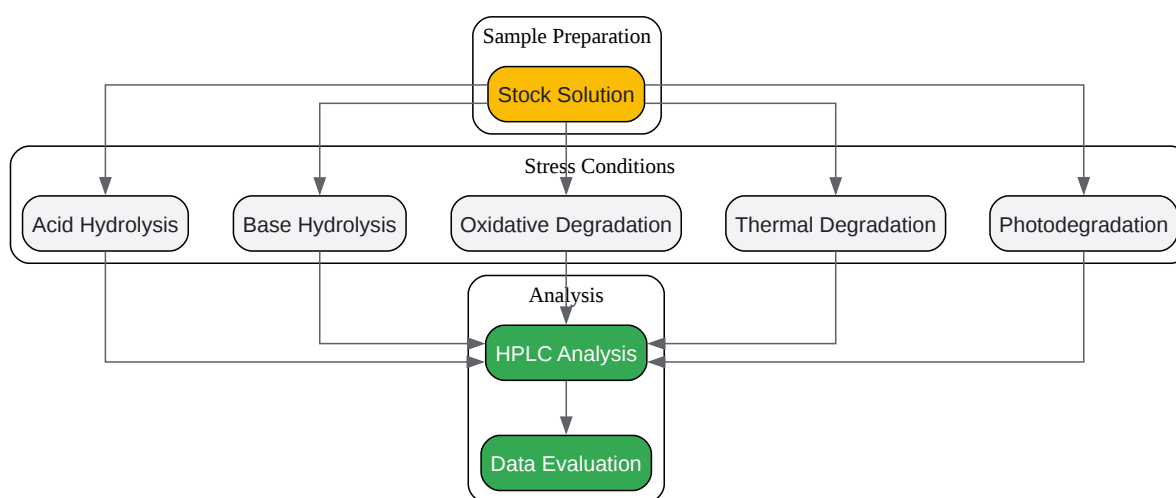 Sample Preparation
Stock Solution
Stress Conditions
Acid Hydrolysis
Base Hydrolysis
Oxidative Degradation
Thermal Degradation
Photodegradation
Analysis
HPLC Analysis
Data Evaluation